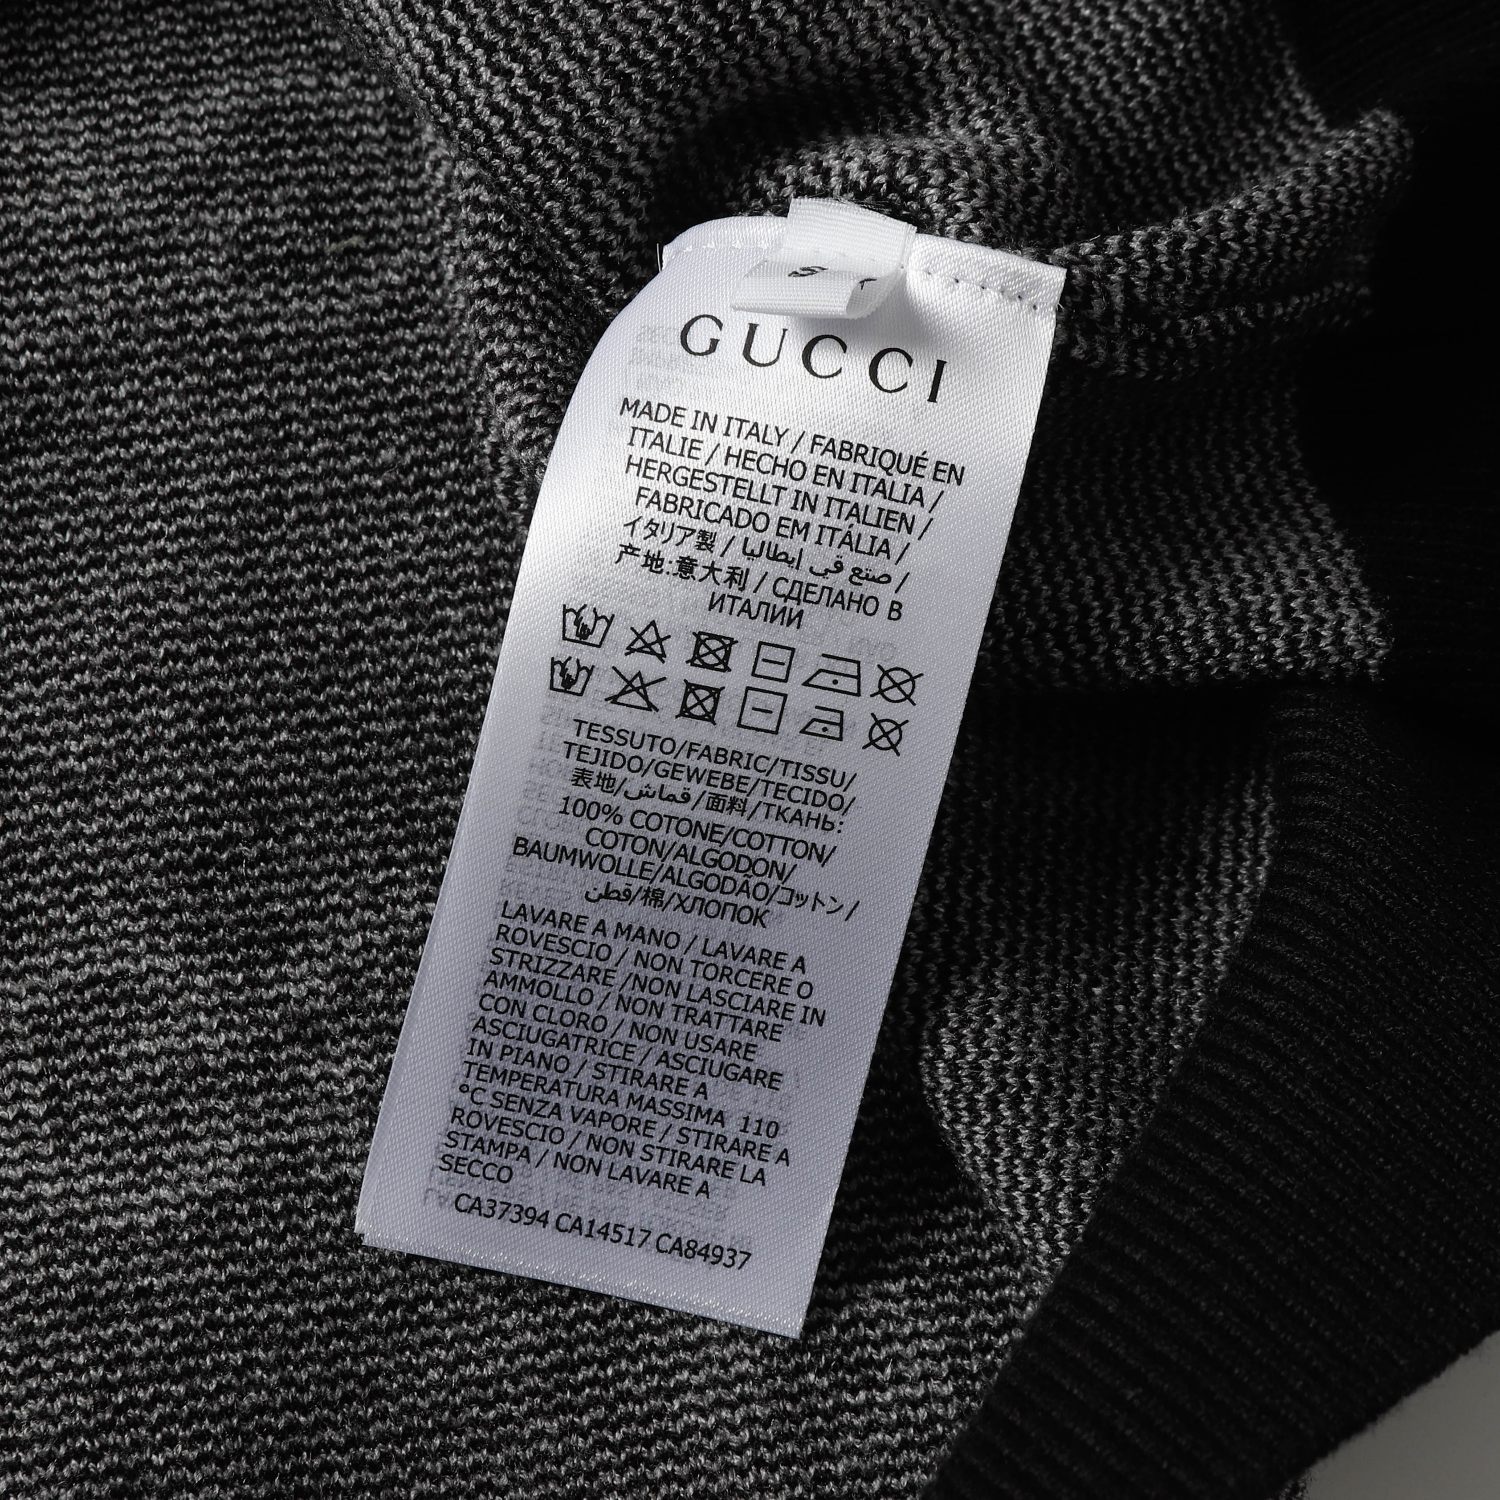 S
GUCCI
MADE IN ITALY / FABRIQUÉ EN
ITALIE / HECHO EN ITALIA /
HERGESTELLT IN ITALIEN /
FABRICADO EM ITÁLIA /
イタリア製 / صنع في إيطاليا /
产地:意大利 / СДЕЛАНО В
ИТАЛИИ
TESSUTO/FABRIC/TISSU/
TEJIDO/GEWEBE/TECIDO/
表地/قماش/面料/ТКАНЬ:
100% COTONE/COTTON/
COTON/ALGODON/
BAUMWOLLE/ALGODÃO/コットン/
قطن/棉/ХЛОПОК
LAVARE A MANO / LAVARE A
ROVESCIO / NON TORCERE O
STRIZZARE /NON LASCIARE IN
AMMOLLO / NON TRATTARE
CON CLORO / NON USARE
ASCIUGATRICE / ASCIUGARE
IN PIANO / STIRARE A
TEMPERATURA MASSIMA 110
°C SENZA VAPORE / STIRARE A
ROVESCIO / NON STIRARE LA
STAMPA / NON LAVARE A
SECCO
CA37394 CA14517 CA84937